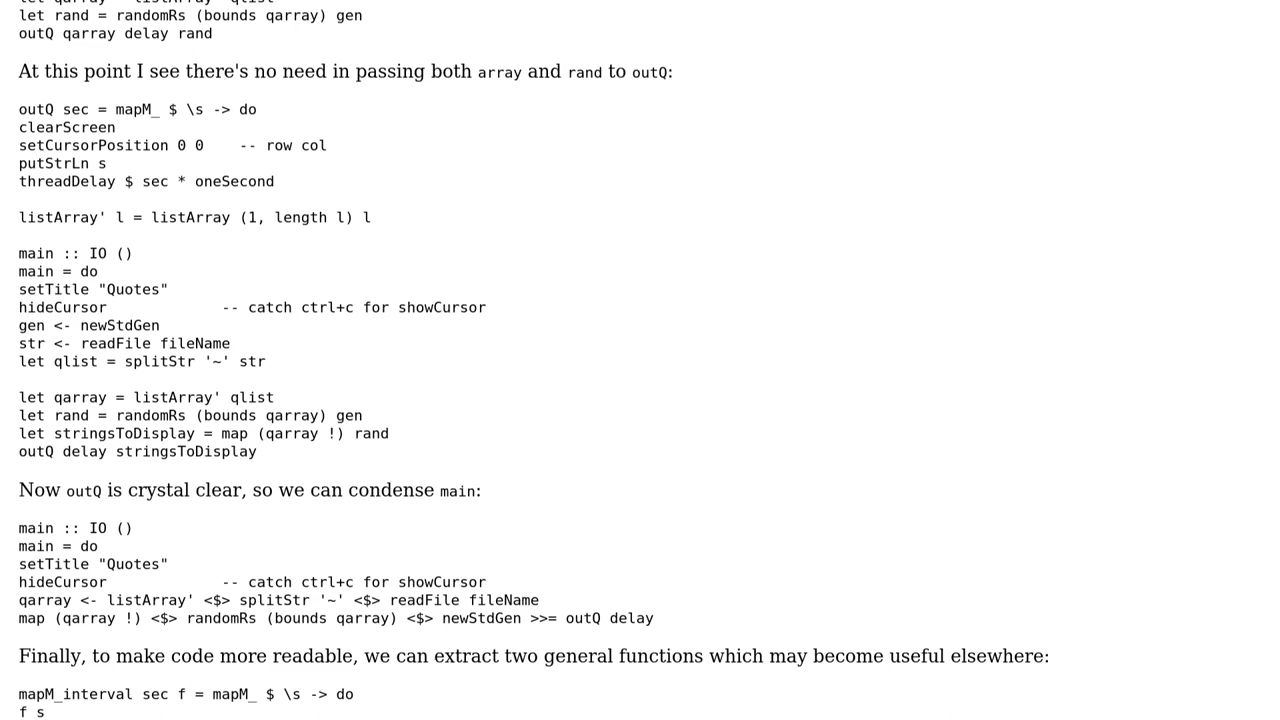 let rand = randomRs (bounds qarray) gen
outQ qarray delay rand
At this point I see there's no need in passing both array and rand to outQ:
outQ sec = mapM_ $ \s -> do
clearScreen
setCursorPosition 0 0    -- row col
putStrLn s
threadDelay $ sec * oneSecond
listArray' l = listArray (1, length l) l
main :: IO ()
main = do
setTitle "Quotes"
hideCursor             -- catch ctrl+c for showCursor
gen <- newStdGen
str <- readFile fileName
let qlist = splitStr '~' str
let qarray = listArray' qlist
let rand = randomRs (bounds qarray) gen
let stringsToDisplay = map (qarray !) rand
outQ delay stringsToDisplay
Now outQ is crystal clear, so we can condense main:
main :: IO ()
main = do
setTitle "Quotes"
hideCursor             -- catch ctrl+c for showCursor
qarray <- listArray' <$> splitStr '~' <$> readFile fileName
map (qarray !) <$> randomRs (bounds qarray) <$> newStdGen >>= outQ delay
Finally, to make code more readable, we can extract two general functions which may become useful elsewhere:
mapM_interval sec f = mapM_ $ \s -> do
f s